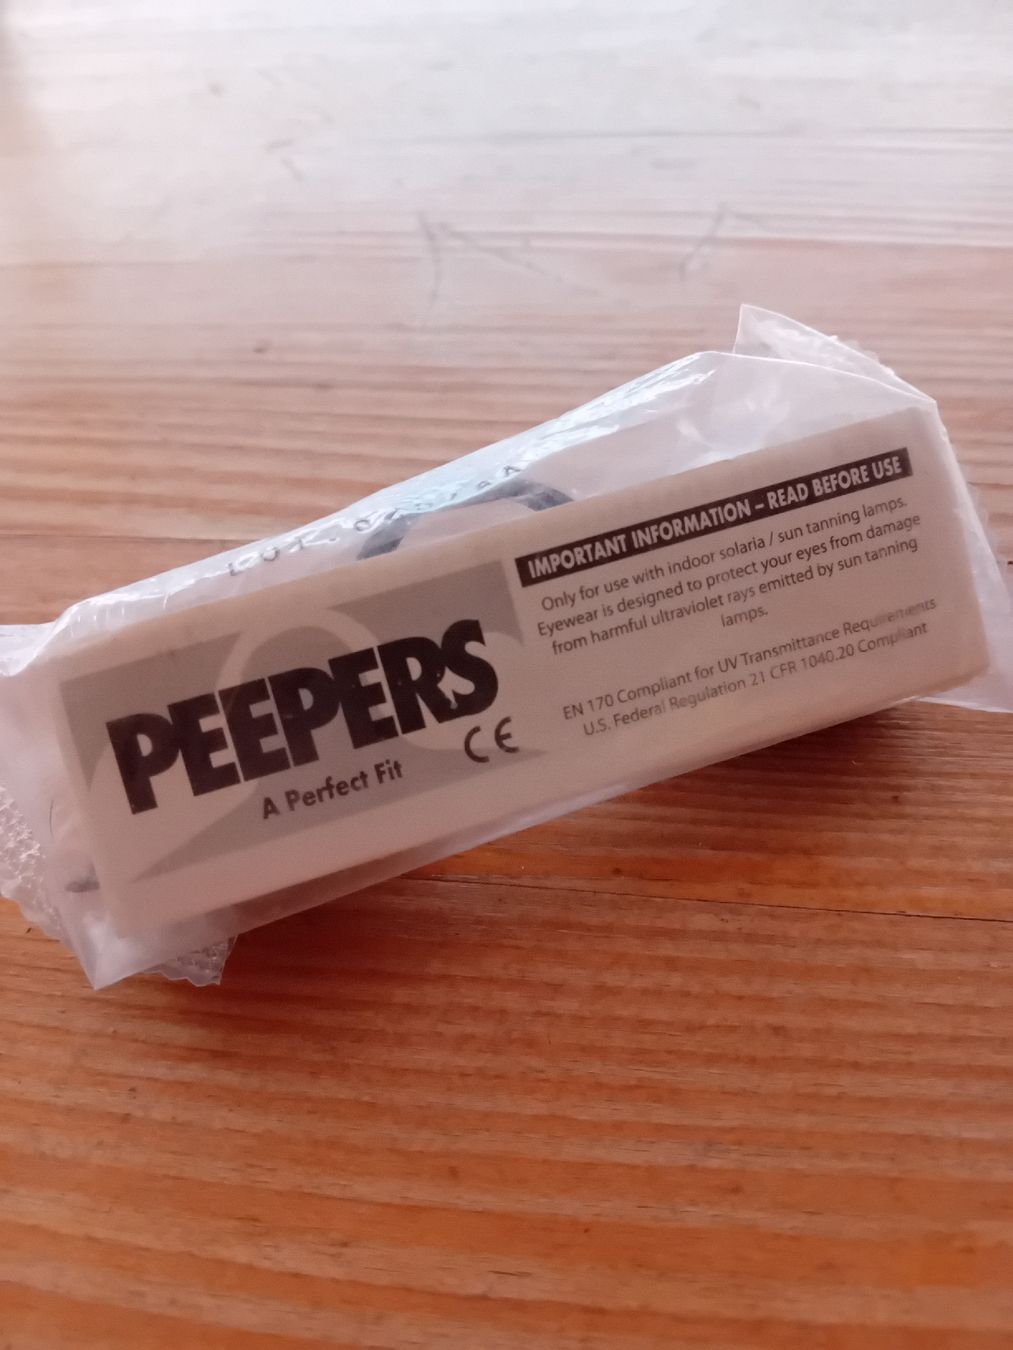 LOT.
PEEPERS
A Perfect Fit
CE
IMPORTANT INFORMATION – READ BEFORE USE
Only for use with indoor solaria / sun tanning lamps.
Eyewear is designed to protect your eyes from damage
from harmful ultraviolet rays emitted by sun tanning
lamps.
EN 170 Compliant for UV Transmittance Requirements
U.S. Federal Regulation 21 CFR 1040.20 Compliant